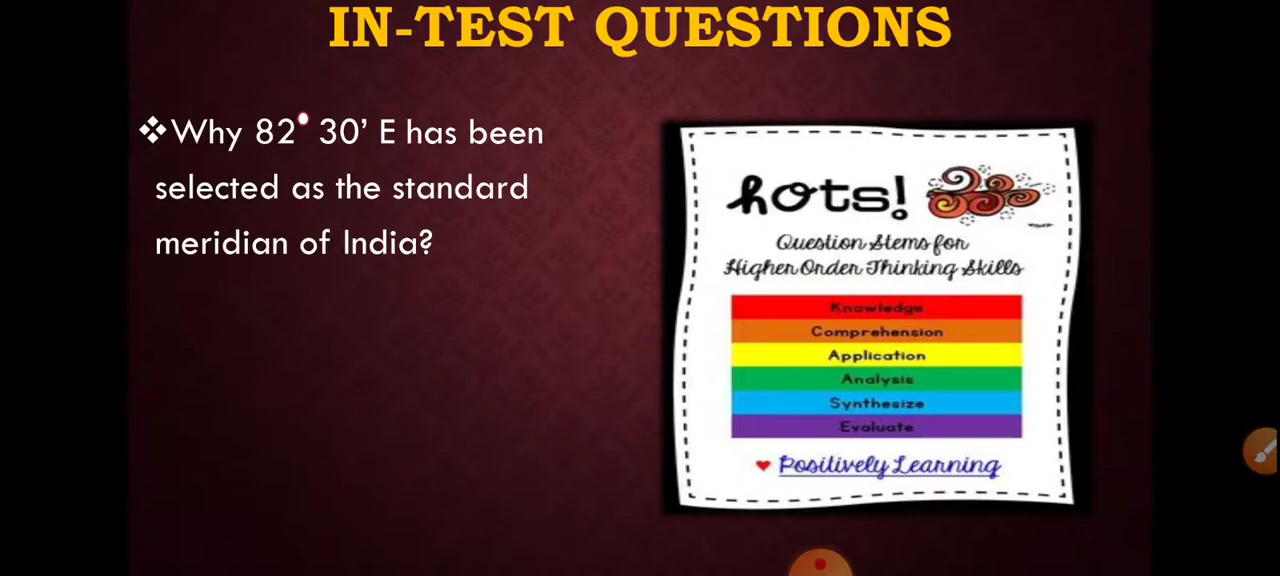 IN-TEST QUESTIONS
❖Why 82° 30’ E has been
selected as the standard
meridian of India?
hots!
Question Stems for
Higher Order Thinking Skills
Knowledge
Comprehension
Application
Analysis
Synthesize
Evaluate
♥ Positively Learning